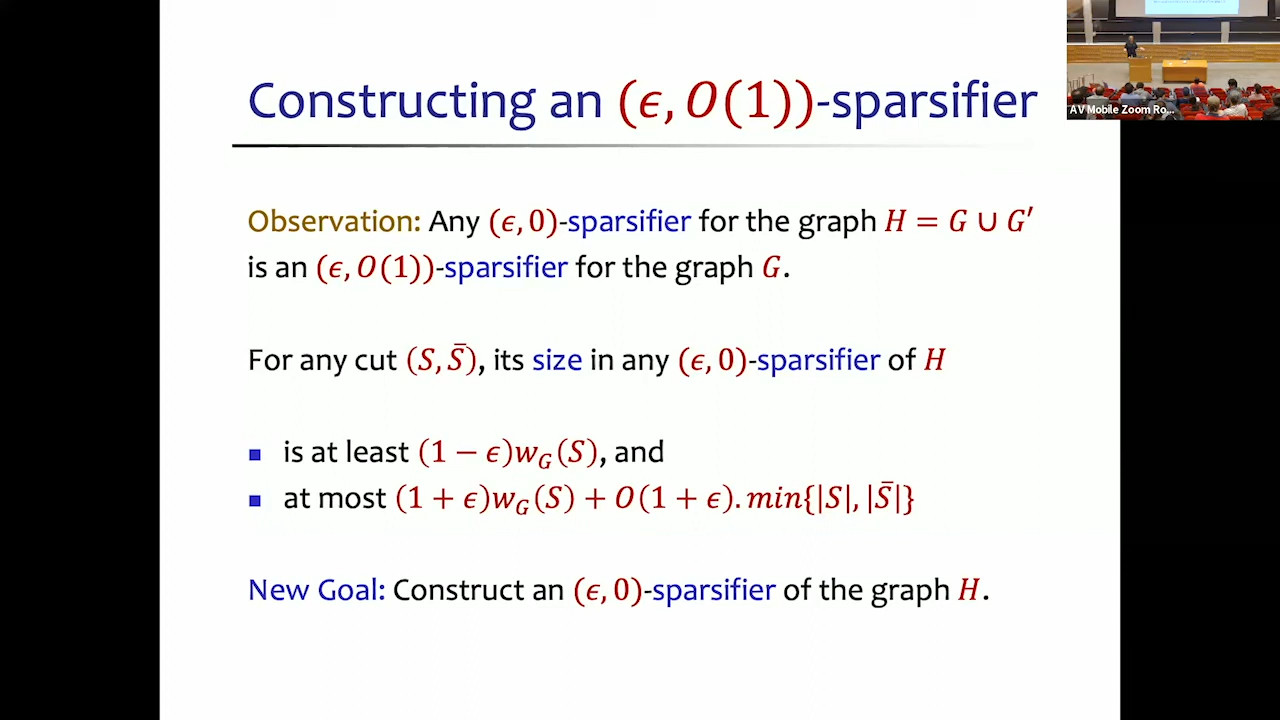 Constructing an (ϵ, O(1))-sparsifier
AV Mobile Zoom Ro...
Observation: Any (ϵ, 0)-sparsifier for the graph H = G ∪ G′
is an (ϵ, O(1))-sparsifier for the graph G.
For any cut (S, S̄), its size in any (ϵ, 0)-sparsifier of H
▪ is at least (1 − ϵ)w_G(S), and
▪ at most (1 + ϵ)w_G(S) + O(1 + ϵ). min{|S|, |S̄|}
New Goal: Construct an (ϵ, 0)-sparsifier of the graph H.